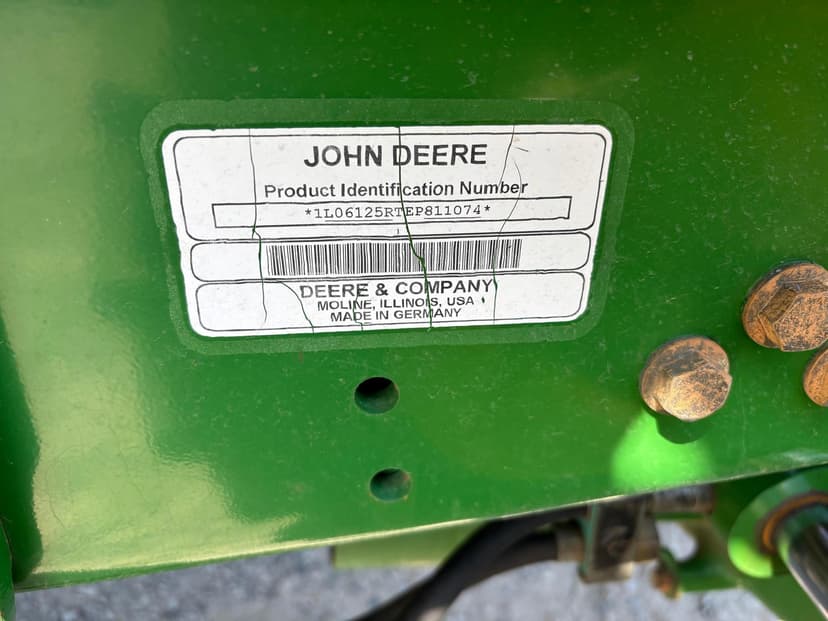 JOHN DEERE
Product Identification Number
*1L06125RTEP811074*
DEERE & COMPANY
MOLINE, ILLINOIS, USA
MADE IN GERMANY